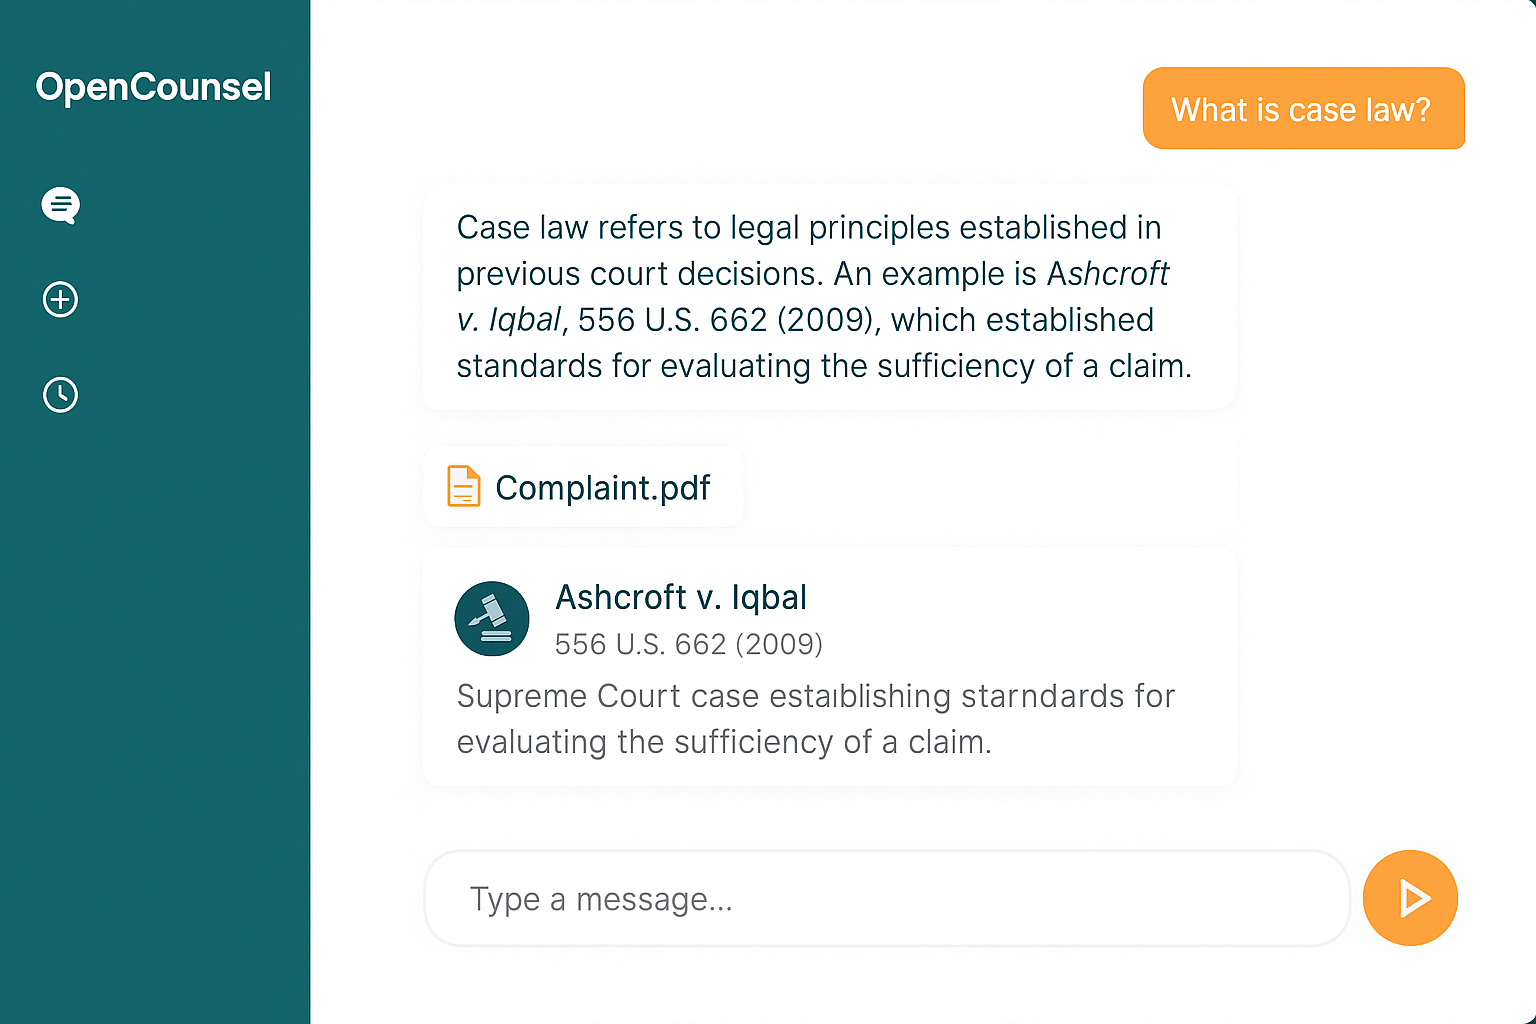 OpenCounsel
What is case law?
Case law refers to legal principles established in
previous court decisions. An example is Ashcroft
v. Iqbal, 556 U.S. 662 (2009), which established
standards for evaluating the sufficiency of a claim.
Complaint.pdf
Ashcroft v. Iqbal
556 U.S. 662 (2009)
Supreme Court case estaıblishing starndards for
evaluating the sufficiency of a claim.
Type a message...